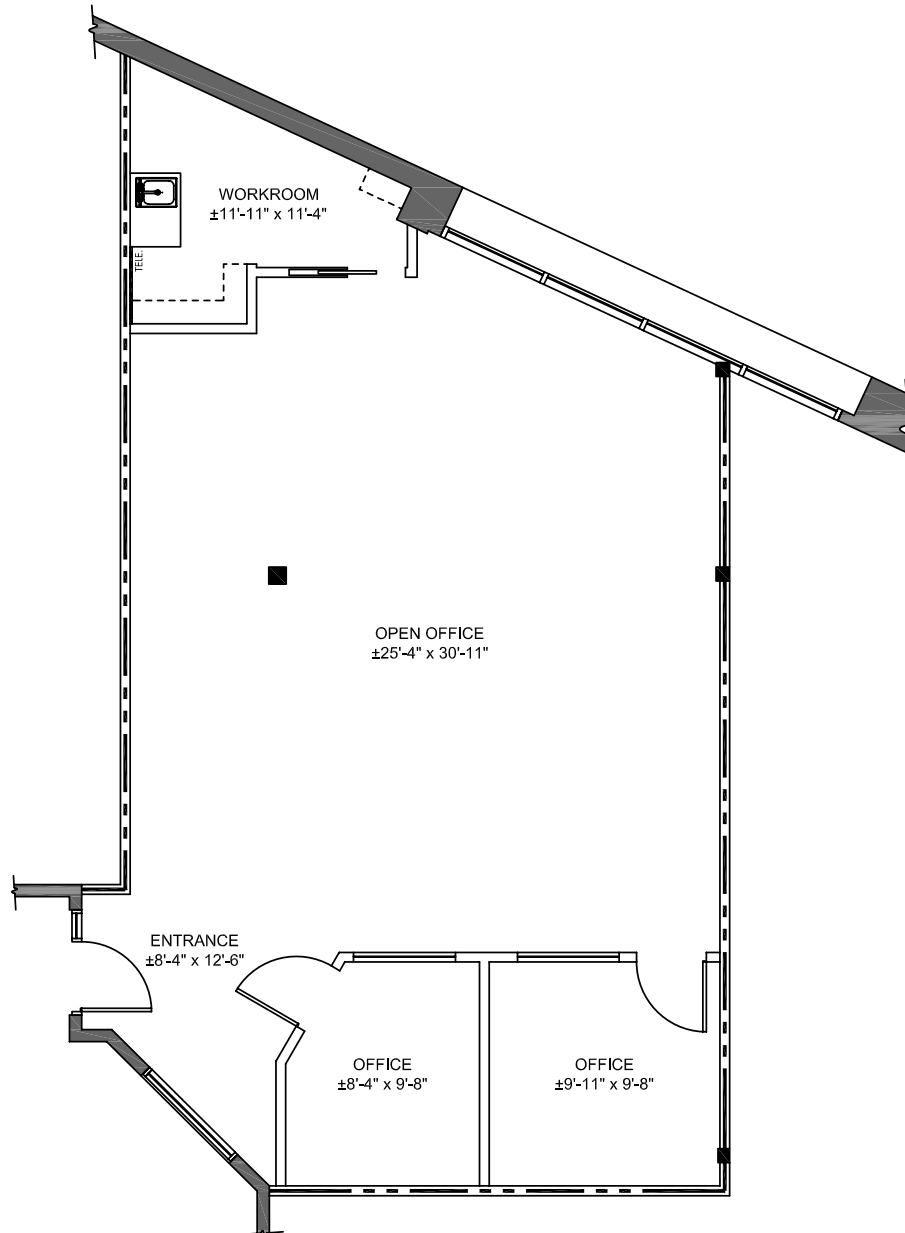 WORKROOM
±11'-11" x 11'-4"
TELE.
OPEN OFFICE
±25'-4" x 30'-11"
ENTRANCE
±8'-4" x 12'-6"
OFFICE
±8'-4" x 9'-8"
OFFICE
±9'-11" x 9'-8"